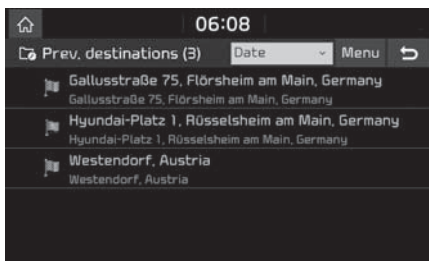 06:08
Prev. destinations (3) Date Menu
Gallusstraße 75, Flörsheim am Main, Germany
Gallusstraße 75, Flörsheim am Main, Germany
Hyundai-Platz 1, Rüsselsheim am Main, Germany
Hyundai-Platz 1, Rüsselsheim am Main, Germany
Westendorf, Austria
Westendorf, Austria